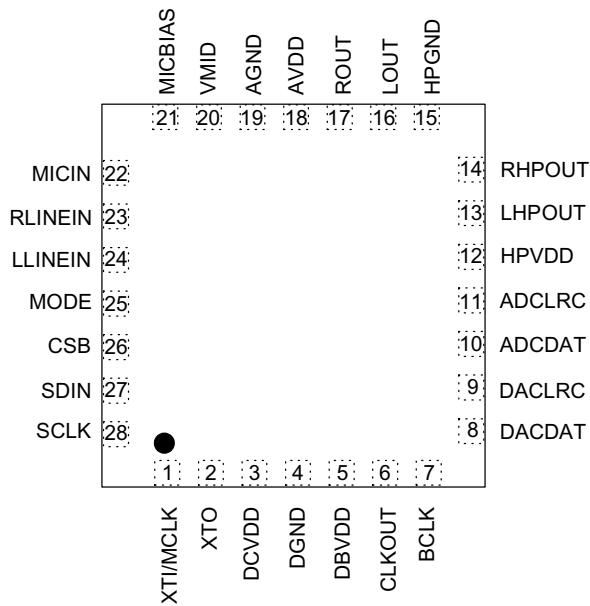 MICBIAS VMID AGND AVDD ROUT LOUT HPGND
21 20 19 18 17 16 15
MICIN 22 14 RHPOUT
RLINEIN 23 13 LHPOUT
LLINEIN 24 12 HPVDD
MODE 25 11 ADCLRC
CSB 26 10 ADCDAT
SDIN 27 9 DACLRC
SCLK 28 8 DACDAT
1 2 3 4 5 6 7
XTI/MCLK XTO DCVDD DGND DBVDD CLKOUT BCLK